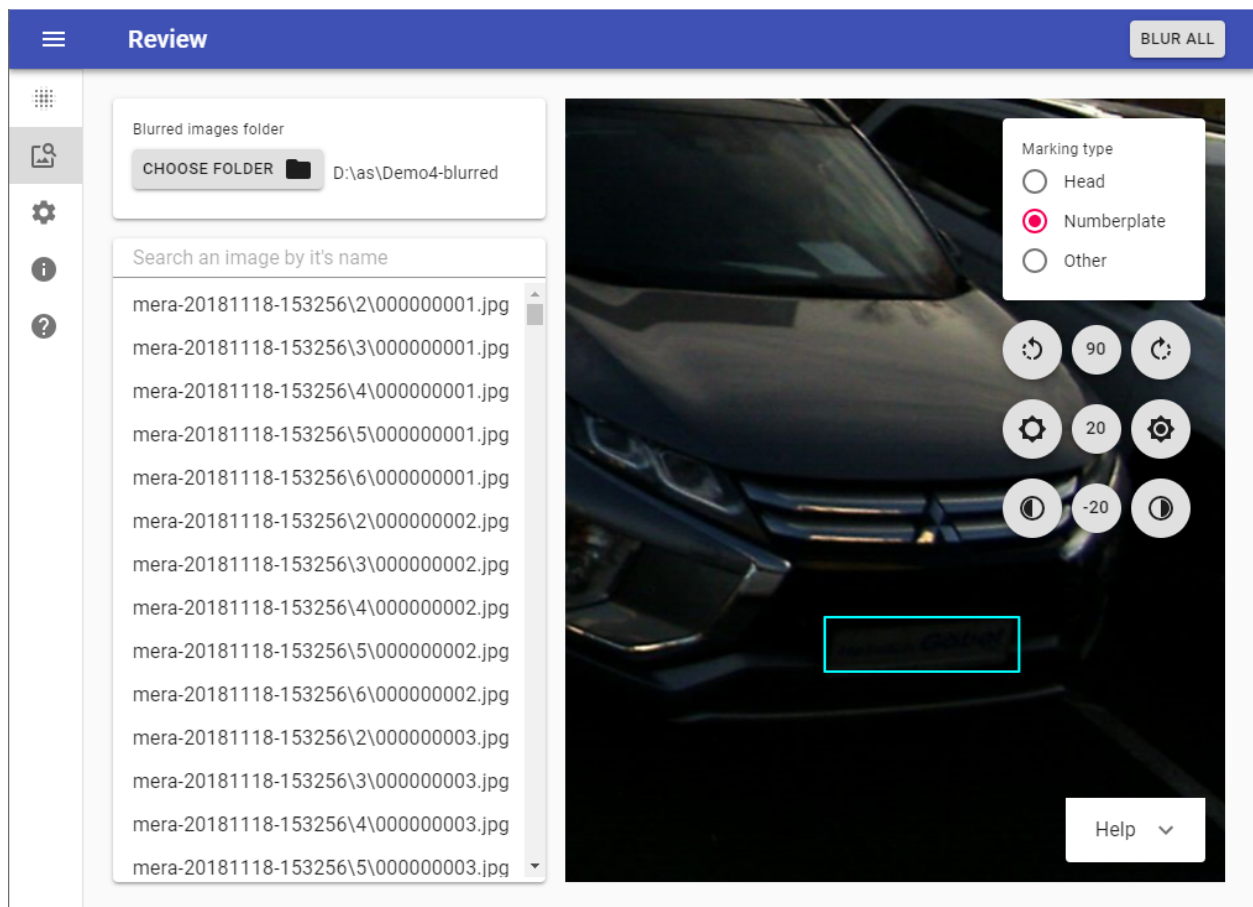 Review
BLUR ALL
Blurred images folder
CHOOSE FOLDER
D:\as\Demo4-blurred
Search an image by it's name
mera-20181118-153256\2\000000001.jpg
mera-20181118-153256\3\000000001.jpg
mera-20181118-153256\4\000000001.jpg
mera-20181118-153256\5\000000001.jpg
mera-20181118-153256\6\000000001.jpg
mera-20181118-153256\2\000000002.jpg
mera-20181118-153256\3\000000002.jpg
mera-20181118-153256\4\000000002.jpg
mera-20181118-153256\5\000000002.jpg
mera-20181118-153256\6\000000002.jpg
mera-20181118-153256\2\000000003.jpg
mera-20181118-153256\3\000000003.jpg
mera-20181118-153256\4\000000003.jpg
mera-20181118-153256\5\000000003.jpg
Marking type
Head
Numberplate
Other
90
20
-20
Göbel
Help